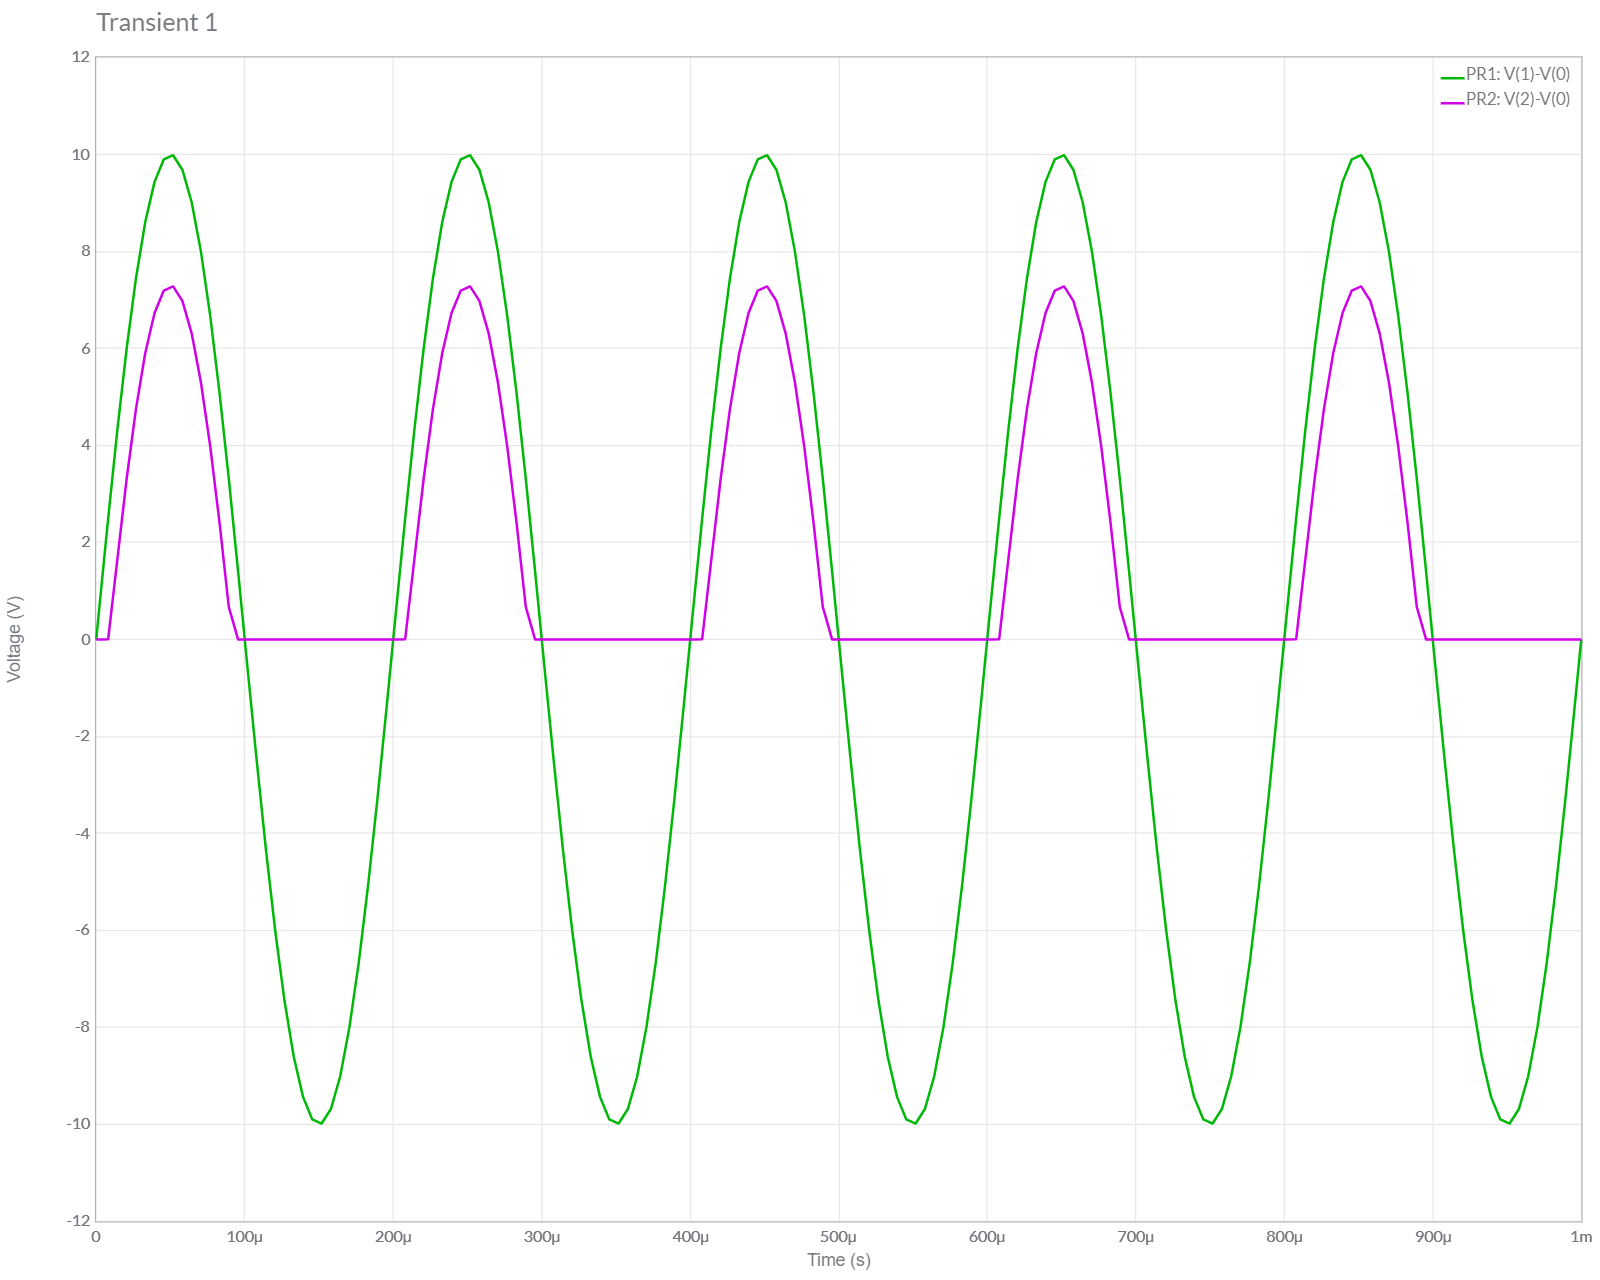 Transient 1
PR1: V(1)-V(0)
PR2: V(2)-V(0)
12
10
8
6
4
2
0
-2
-4
-6
-8
-10
-12
Voltage (V)
0 100µ 200µ 300µ 400µ 500µ 600µ 700µ 800µ 900µ 1m
Time (s)